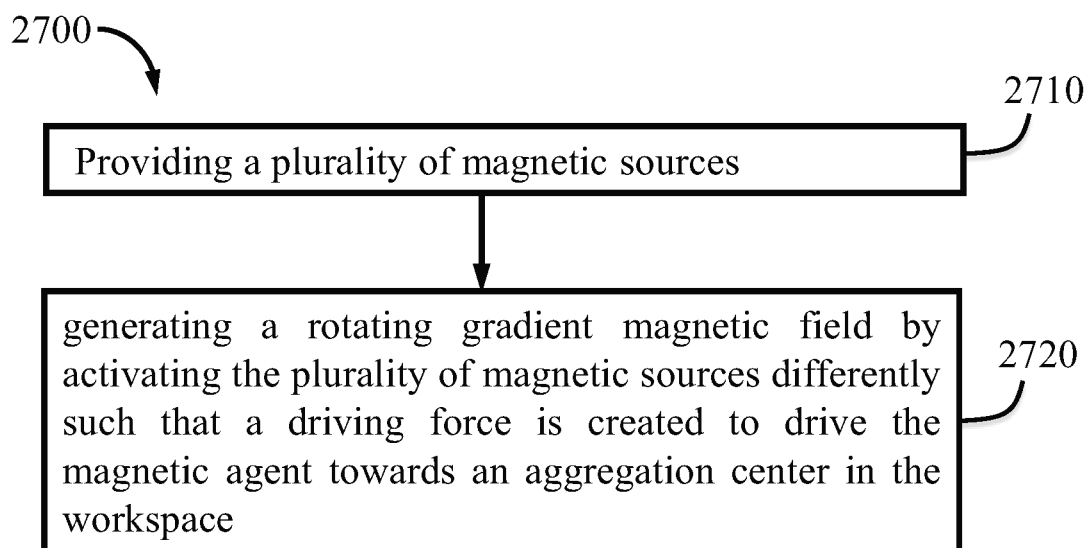 2700
2710
Providing a plurality of magnetic sources
generating a rotating gradient magnetic field by
activating the plurality of magnetic sources differently
2720
such that a driving force is created to drive the
magnetic agent towards an aggregation center in the
workspace